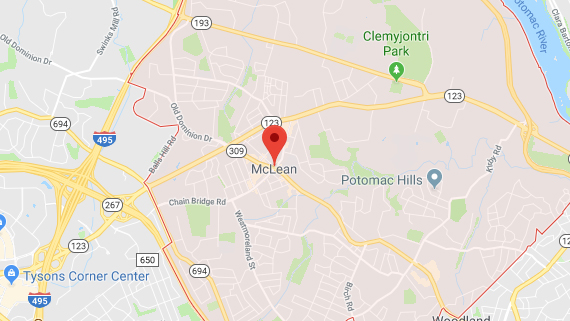 193
Clemyjontri
Park
Potomac River
Clara Barto
Swinks Mill Rd
Old Dominion Dr
123
694
495
Old Dominion Dr
123
309
Balls Hill Rd
McLean
Kirby Rd
Potomac Hills
267
Chain Bridge Rd
Westmoreland St
123
650
694
Tysons Corner Center
495
Birch Rd
12
Woodland